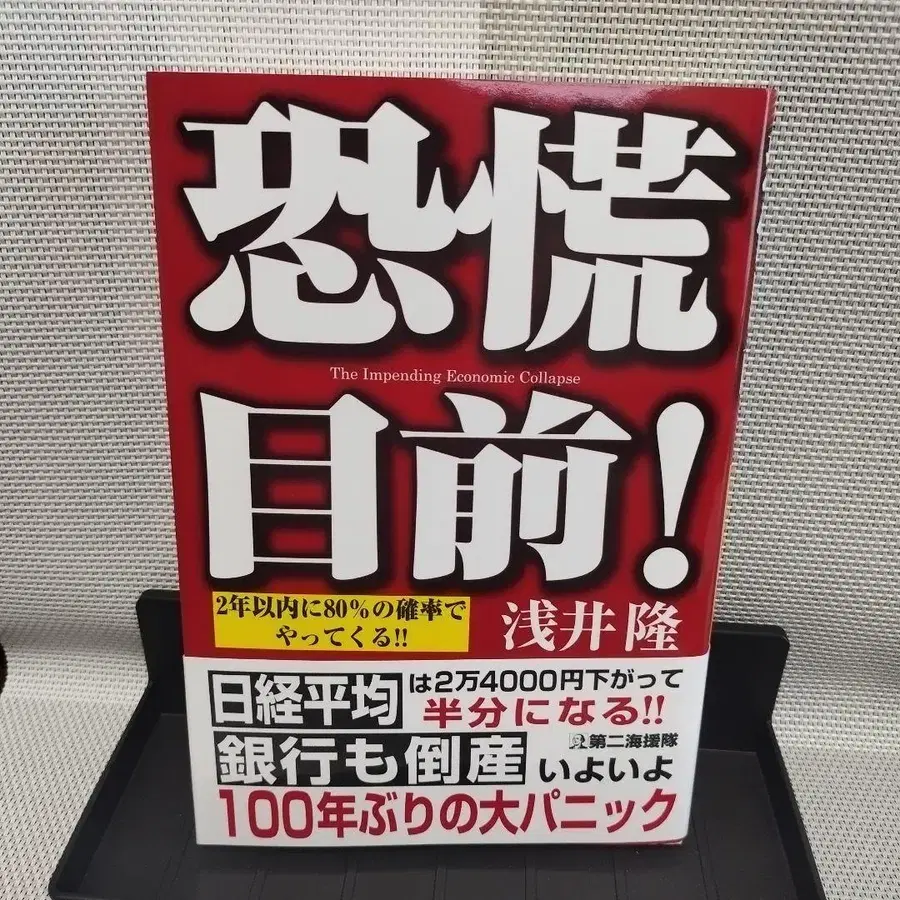 恐慌
The Impending Economic Collapse
目前!
2年以内に80%の確率で
やってくる!!
浅井隆
日経平均は2万4000円下がって
半分になる!!
第二海援隊
銀行も倒産いよいよ
100年ぶりの大パニック